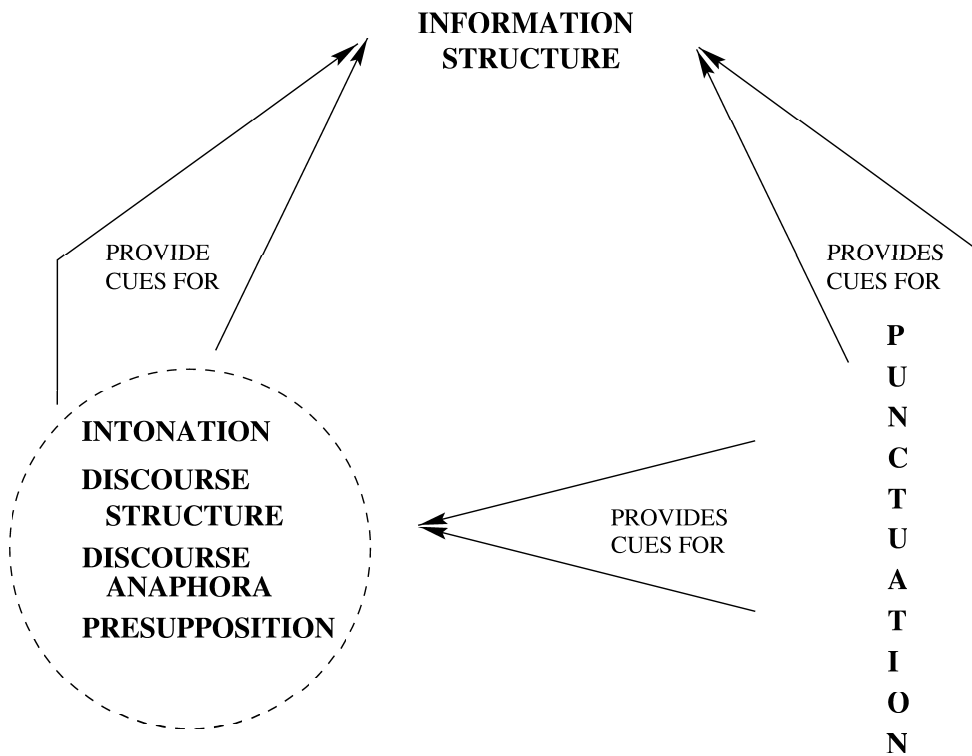 INFORMATION
STRUCTURE
PROVIDE
CUES FOR
PROVIDES
CUES FOR
INTONATION
DISCOURSE
STRUCTURE
DISCOURSE
ANAPHORA
PRESUPPOSITION
PROVIDES
CUES FOR
P
U
N
C
T
U
A
T
I
O
N